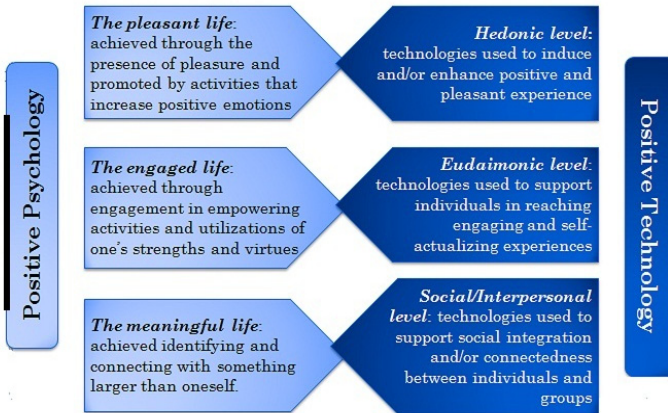 Positive Psychology
The pleasant life:
achieved through the
presence of pleasure and
promoted by activities that
increase positive emotions
Hedonic level:
technologies used to induce
and/or enhance positive and
pleasant experience
The engaged life:
achieved through
engagement in empowering
activities and utilizations of
one's strengths and virtues
Eudaimonic level:
technologies used to support
individuals in reaching
engaging and self-
actualizing experiences
The meaningful life:
achieved identifying and
connecting with something
larger than oneself.
Social/Interpersonal
level: technologies used to
support social integration
and/or connectedness
between individuals and
groups
Positive Technology